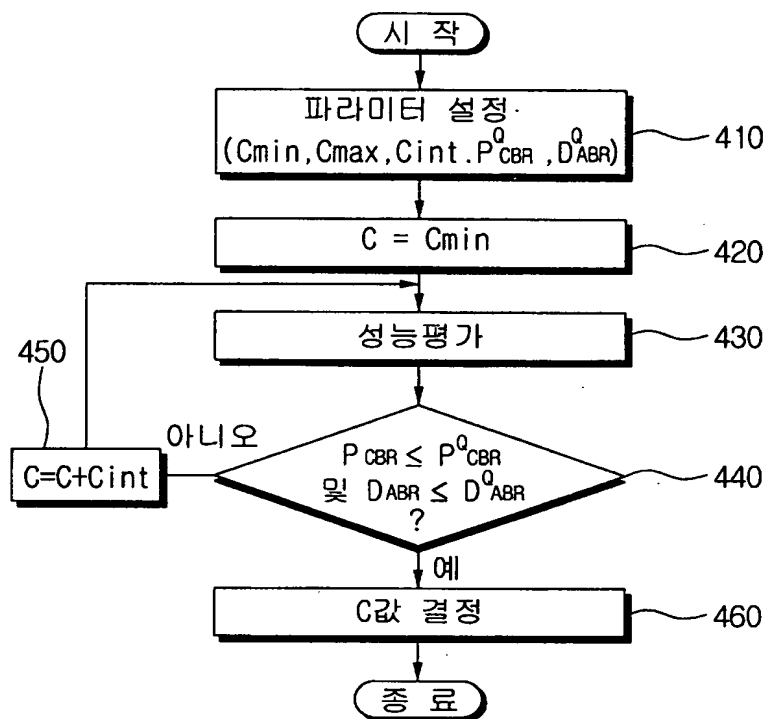 시 작
파라미터 설정
(Cmin,Cmax,Cint.P^Q_CBR ,D^Q_ABR)
410
C = Cmin
420
성능평가
430
450
아니오
C=C+Cint
P CBR ≤ P^Q_CBR
및 D ABR ≤ D^Q_ABR
?
440
예
C값 결정
460
종 료